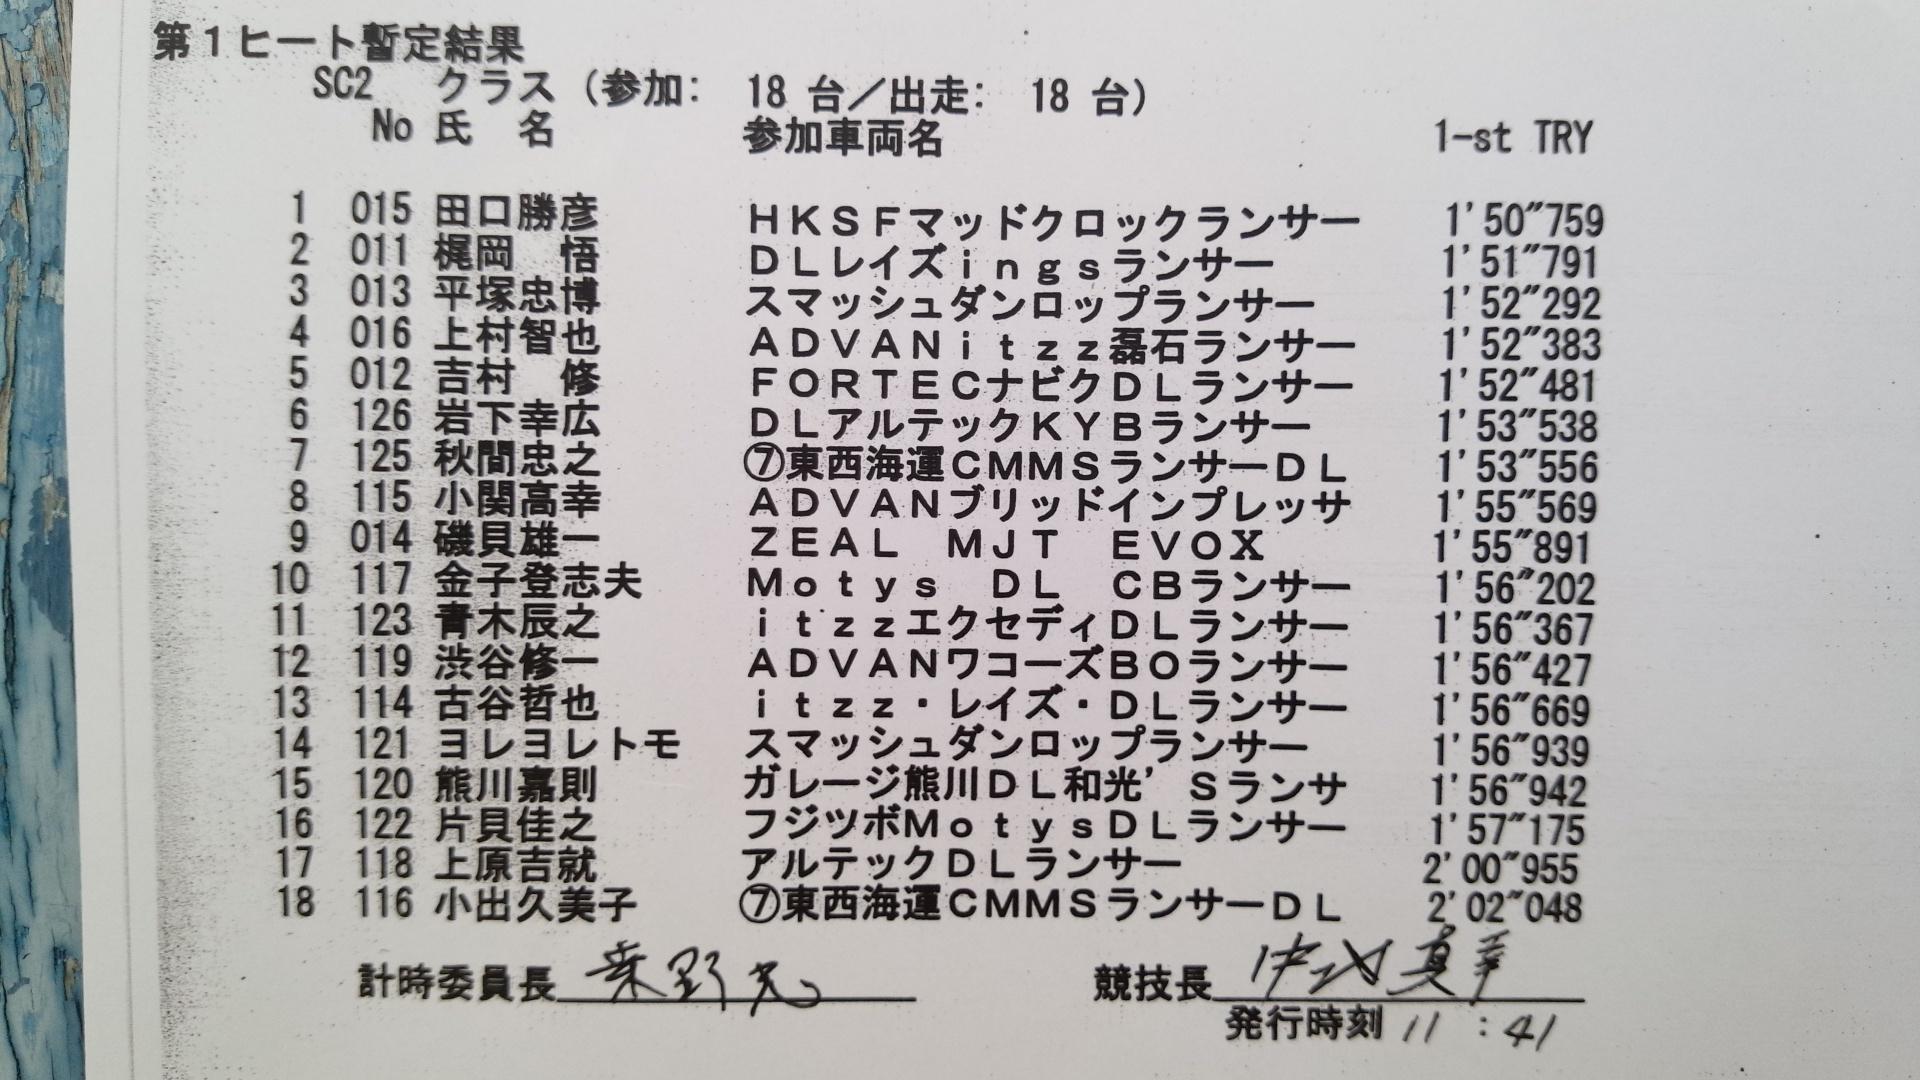 第1ヒート暫定結果
SC2 クラス (参加: 18 台/出走: 18 台)
No 氏 名 参加車両名 1-st TRY
1 015 田口勝彦 HKSFマッドクロックランサー 1'50"759
2 011 梶岡 悟 DLレイズingsランサー 1'51"791
3 013 平塚忠博 スマッシュダンロップランサー 1'52"292
4 016 上村智也 ADVANitzz磊石ランサー 1'52"383
5 012 吉村 修 FORTECナビクDLランサー 1'52"481
6 126 岩下幸広 DLアルテックKYBランサー 1'53"538
7 125 秋間忠之 ⑦東西海運CMMSランサーDL 1'53"556
8 115 小関高幸 ADVANブリッドインプレッサ 1'55"569
9 014 磯貝雄一 ZEAL MJT EVOX 1'55"891
10 117 金子登志夫 Motys DL CBランサー 1'56"202
11 123 青木辰之 itzzエクセディDLランサー 1'56"367
12 119 渋谷修一 ADVANワコーズBOランサー 1'56"427
13 114 古谷哲也 itzz・レイズ・DLランサー 1'56"669
14 121 ヨレヨレトモ スマッシュダンロップランサー 1'56"939
15 120 熊川嘉則 ガレージ熊川DL和光'Sランサ 1'56"942
16 122 片貝佳之 フジツボMotysDLランサー 1'57"175
17 118 上原吉就 アルテックDLランサー 2'00"955
18 116 小出久美子 ⑦東西海運CMMSランサーDL 2'02"048
計時委員長 競技長
発行時刻 11:41